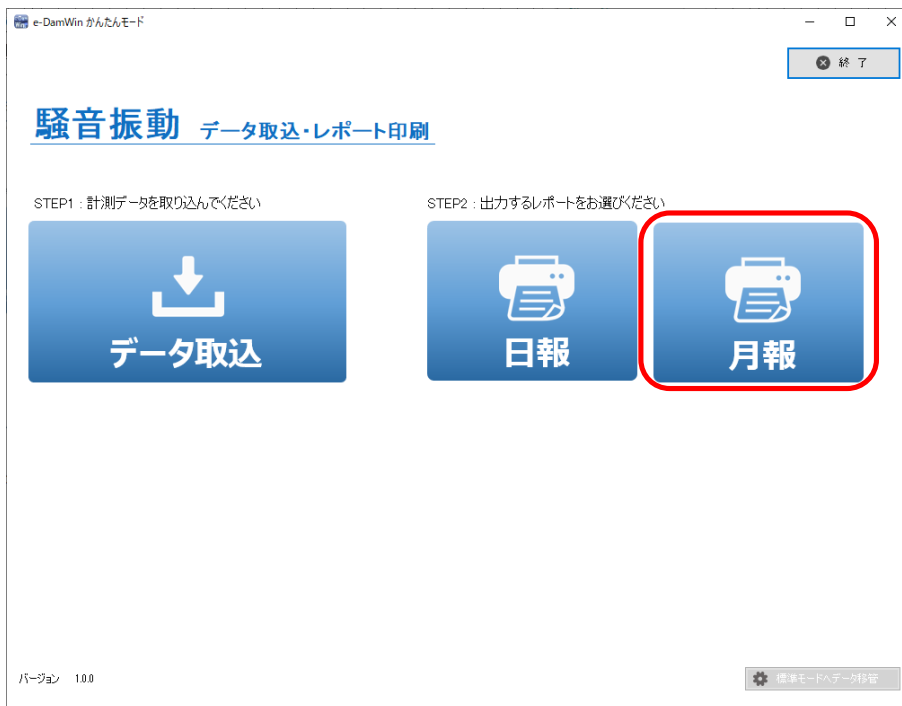 e-DamWin かんたんモード
終 了
騒音振動 データ取込・レポート印刷
STEP1 : 計測データを取り込んでください
STEP2 : 出力するレポートをお選びください
データ取込
日報
月報
バージョン 1.0.0
標準モードへデータ移管